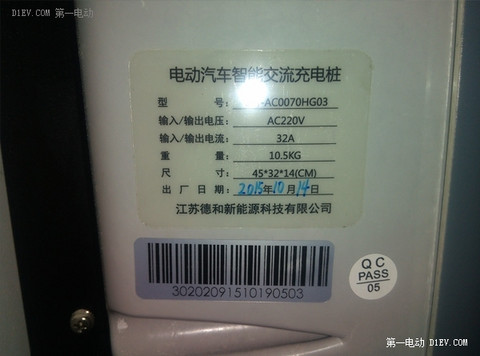 D1EV.COM 第一电动
电动汽车智能交流充电桩
型 号: -AC0070HG03
输入/输出电压: AC220V
输入/输出电流: 32A
重 量: 10.5KG
尺 寸: 45*32*14(CM)
出 厂 日 期: 2015年10月14日
江苏德和新能源科技有限公司
30202091510190503
QC
PASS
05
第一电动 D1EV.COM